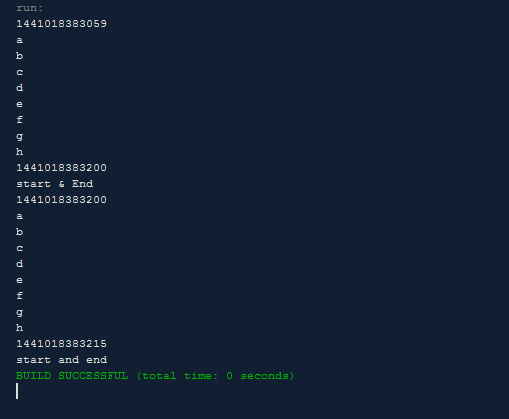 run:
1441018383059
a
b
c
d
e
f
g
h
1441018383200
start & End
1441018383200
a
b
c
d
e
f
g
h
1441018383215
start and end
BUILD SUCCESSFUL (total time: 0 seconds)